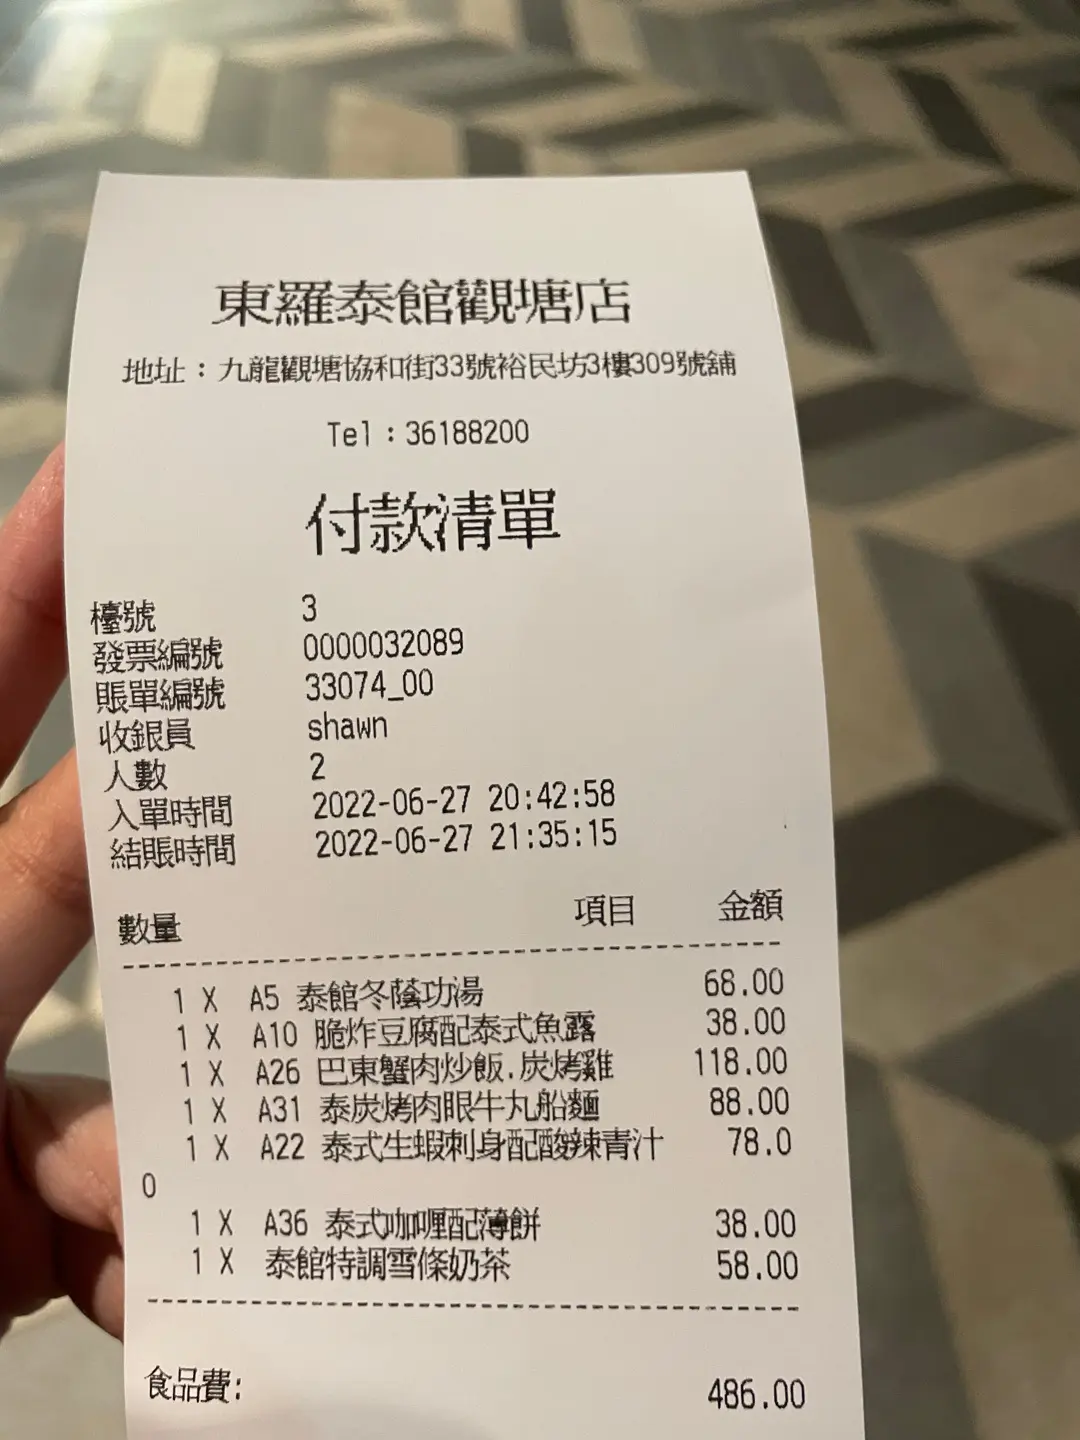 東羅泰館觀塘店
地址：九龍觀塘協和街33號裕民坊3樓309號舖
Tel：36188200
付款清單
檯號 3
發票編號 0000032089
賬單編號 33074_00
收銀員 shawn
人數 2
入單時間 2022-06-27 20:42:58
結賬時間 2022-06-27 21:35:15
數量 項目 金額
1 X A5 泰館冬蔭功湯 68.00
1 X A10 脆炸豆腐配泰式魚露 38.00
1 X A26 巴東蟹肉炒飯.炭烤雞 118.00
1 X A31 泰炭烤肉眼牛丸船麵 88.00
1 X A22 泰式生蝦刺身配酸辣青汁 78.0
0
1 X A36 泰式咖喱配薄餅 38.00
1 X 泰館特調雪條奶茶 58.00
食品費: 486.00